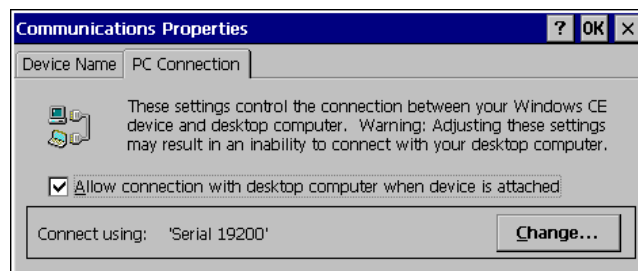 Communications Properties ? OK ×
Device Name PC Connection
These settings control the connection between your Windows CE
device and desktop computer. Warning: Adjusting these settings
may result in an inability to connect with your desktop computer.
Allow connection with desktop computer when device is attached
Connect using: 'Serial 19200' Change...